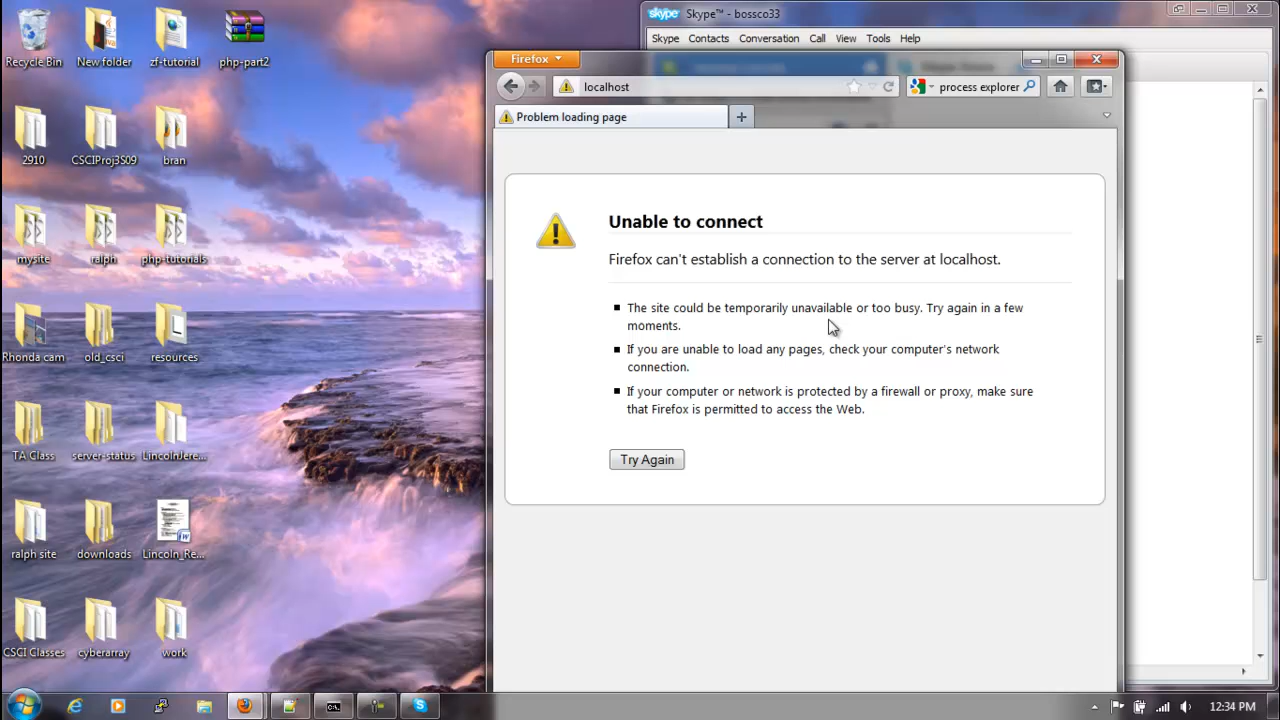 Recycle Bin
New folder
zf-tutorial
php-part2
2910
CSCIProj3S09
bran
mysite
ralph
php-tutorials
Rhonda cam
old_csci
resources
TA Class
server-status
LincolnJere...
ralph site
downloads
Lincoln_Re...
CSCI Classes
cyberarray
work
Skype™ - bossco33
Skype Contacts Conversation Call View Tools Help
Firefox
localhost
process explorer
Problem loading page
Unable to connect
Firefox can't establish a connection to the server at localhost.
The site could be temporarily unavailable or too busy. Try again in a few
moments.
If you are unable to load any pages, check your computer's network
connection.
If your computer or network is protected by a firewall or proxy, make sure
that Firefox is permitted to access the Web.
Try Again
12:34 PM